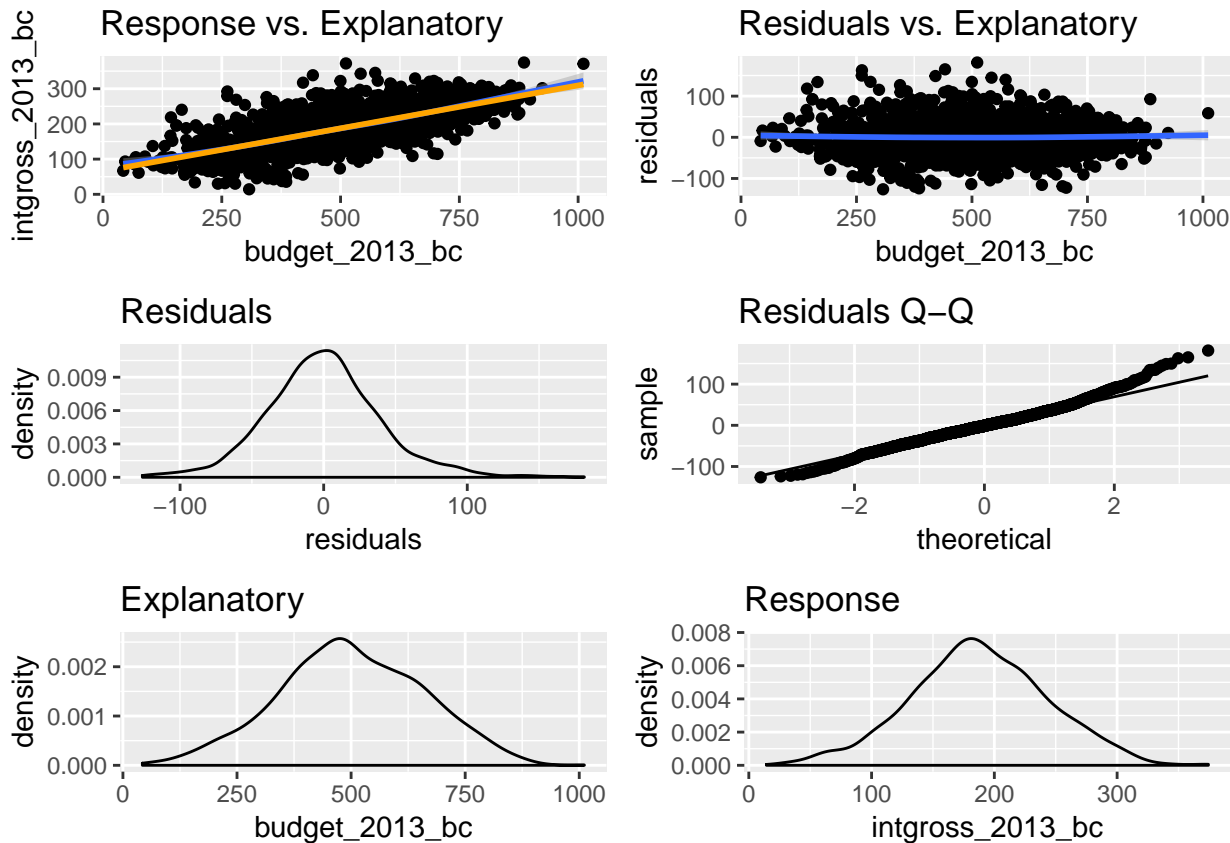 Response vs. Explanatory
intgross_2013_bc
300
200
100
0
0 250 500 750 1000
budget_2013_bc
Residuals vs. Explanatory
residuals
100
0
−100
0 250 500 750 1000
budget_2013_bc
Residuals
density
0.009
0.006
0.003
0.000
−100 0 100
residuals
Residuals Q−Q
sample
100
0
−100
−2 0 2
theoretical
Explanatory
density
0.002
0.001
0.000
0 250 500 750 1000
budget_2013_bc
Response
density
0.008
0.006
0.004
0.002
0.000
100 200 300
intgross_2013_bc